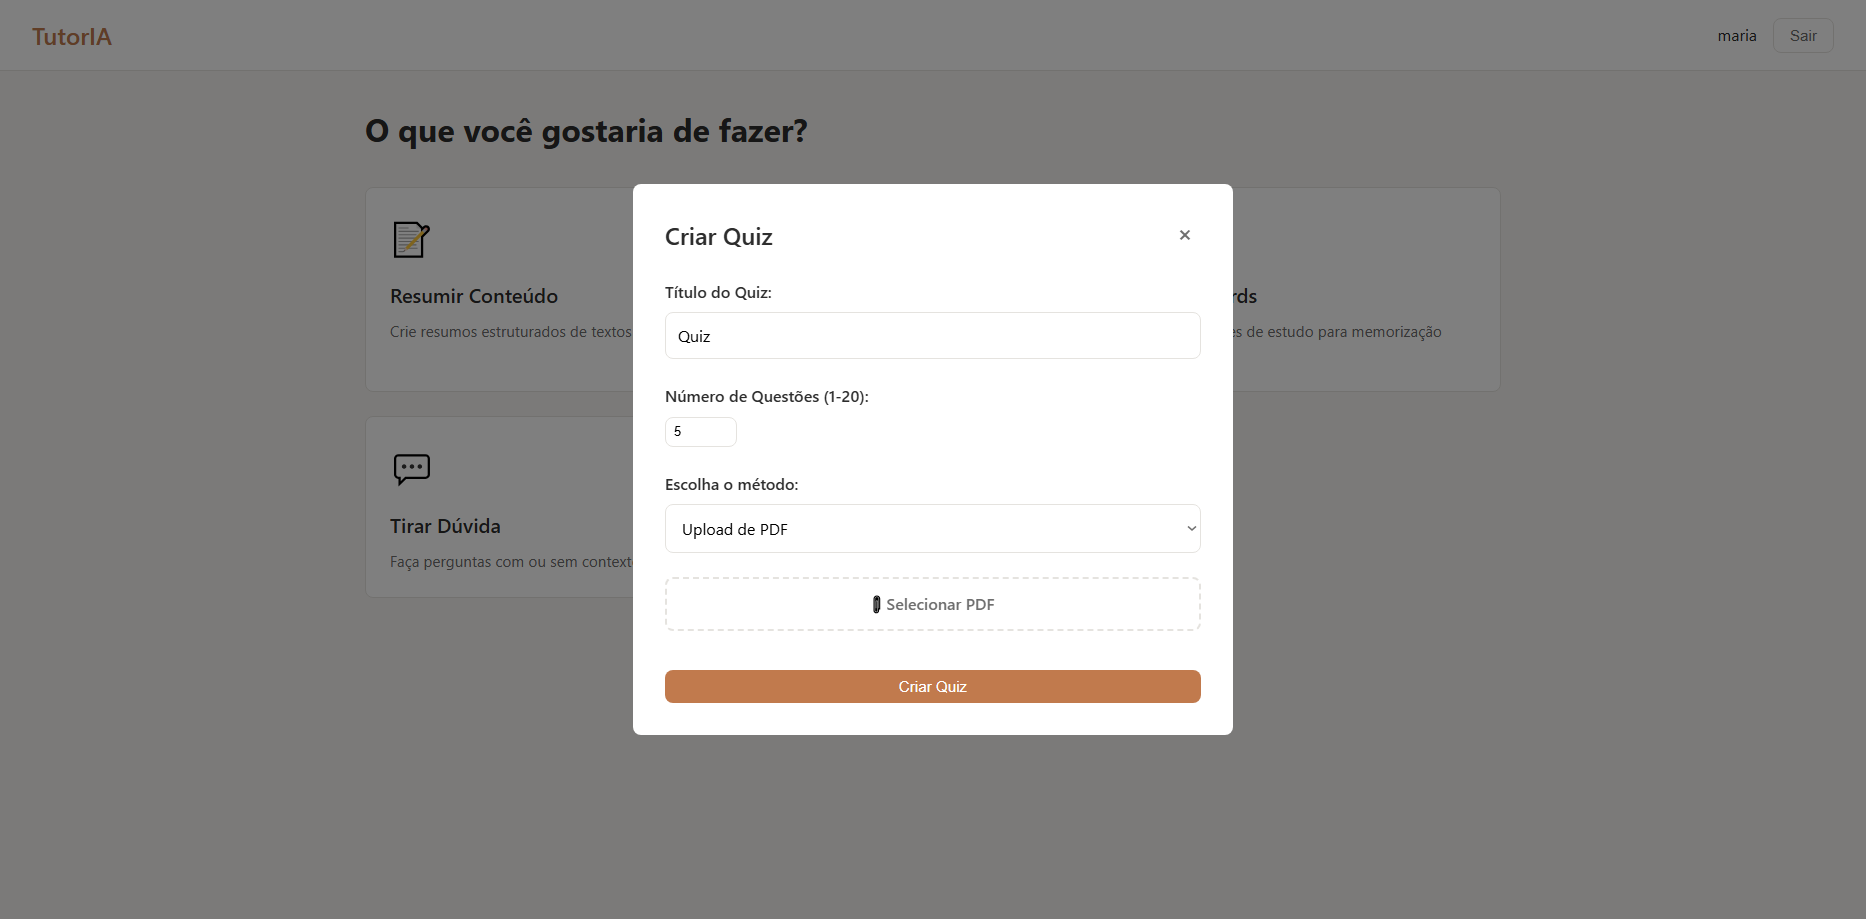 TutorIA
maria
Sair
O que você gostaria de fazer?
Resumir Conteúdo
Crie resumos estruturados de textos
de estudo para memorização
Tirar Dúvida
Faça perguntas com ou sem
Criar Quiz
×
Título do Quiz:
Quiz
Número de Questões (1-20):
5
Escolha o método:
Upload de PDF
Selecionar PDF
Criar Quiz